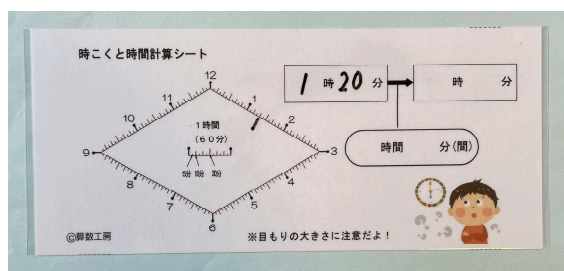 時こくと時間計算シート
1時20分
時 分
時間 分(間)
12
11
1
10
2
9
3
8
4
7
5
6
1時間
(60分)
5分 10分 30分
©算数工房
※目もりの大きさに注意だよ!